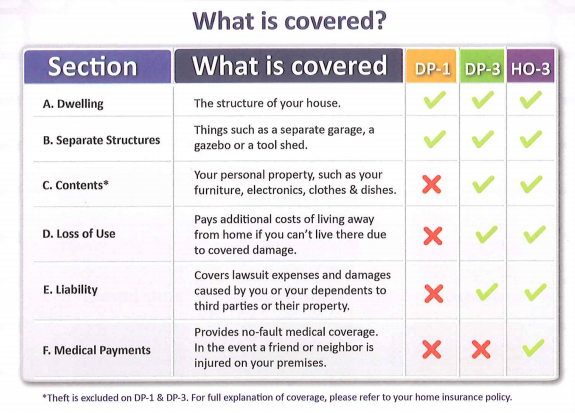 What is covered?
Section What is covered DP-1 DP-3 HO-3
A. Dwelling The structure of your house.
B. Separate Structures Things such as a separate garage, a
gazebo or a tool shed.
C. Contents* Your personal property, such as your
furniture, electronics, clothes & dishes.
D. Loss of Use Pays additional costs of living away
from home if you can't live there due
to covered damage.
E. Liability Covers lawsuit expenses and damages
caused by you or your dependents to
third parties or their property.
F. Medical Payments Provides no-fault medical coverage.
In the event a friend or neighbor is
injured on your premises.
*Theft is excluded on DP-1 & DP-3. For full explanation of coverage, please refer to your home insurance policy.